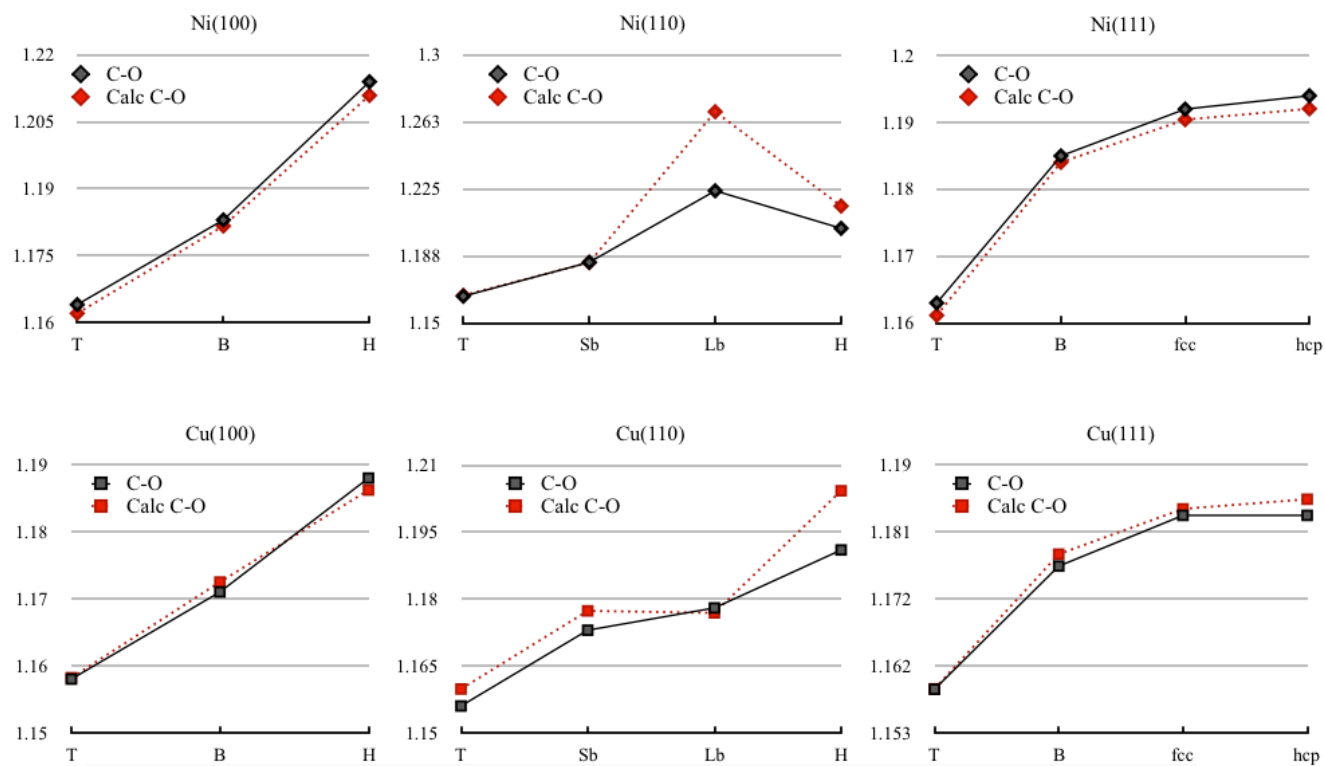 Ni(100)
1.22
1.205
1.19
1.175
1.16
C-O
Calc C-O
T
B
H
Ni(110)
1.3
1.263
1.225
1.188
1.15
C-O
Calc C-O
T
Sb
Lb
H
Ni(111)
1.2
1.19
1.18
1.17
1.16
C-O
Calc C-O
T
B
fcc
hcp
Cu(100)
1.19
1.18
1.17
1.16
1.15
C-O
Calc C-O
T
B
H
Cu(110)
1.21
1.195
1.18
1.165
1.15
C-O
Calc C-O
T
Sb
Lb
H
Cu(111)
1.19
1.181
1.172
1.162
1.153
C-O
Calc C-O
T
B
fcc
hcp